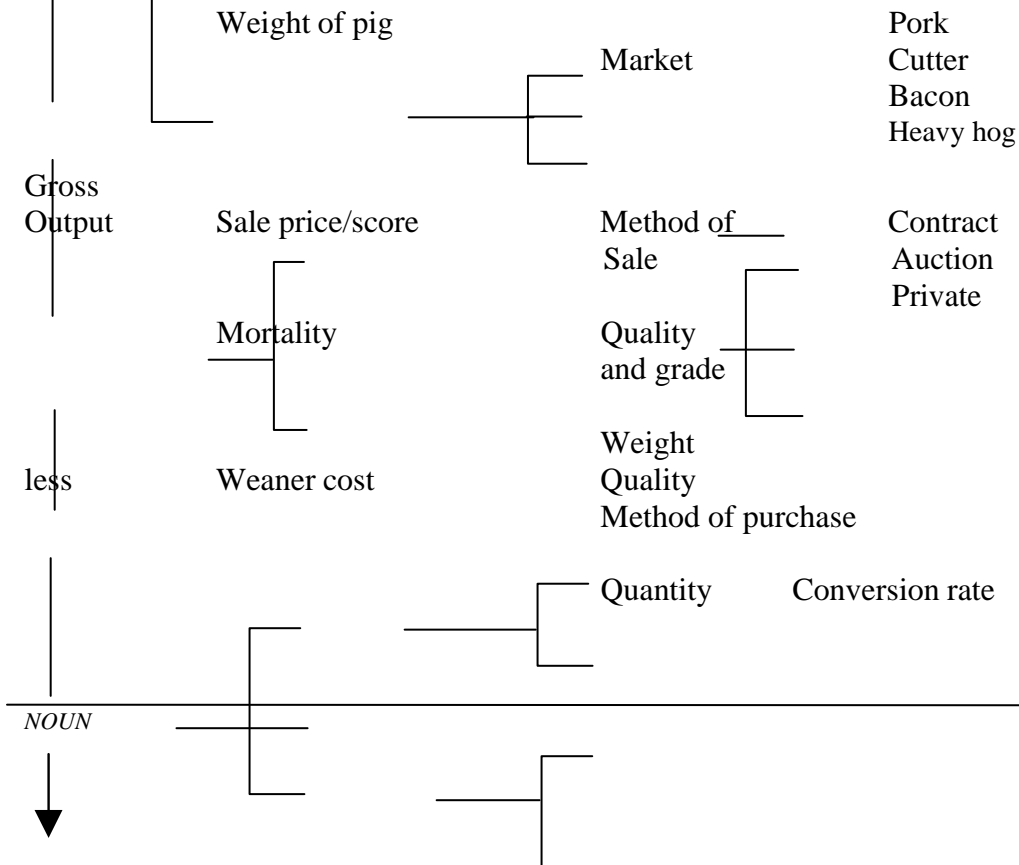 Weight of pig Pork
Market Cutter
Bacon
Heavy hog
Gross
Output Sale price/score Method of Contract
Sale Auction
Private
Mortality Quality
and grade
Weight
less Weaner cost Quality
Method of purchase
Quantity Conversion rate
NOUN